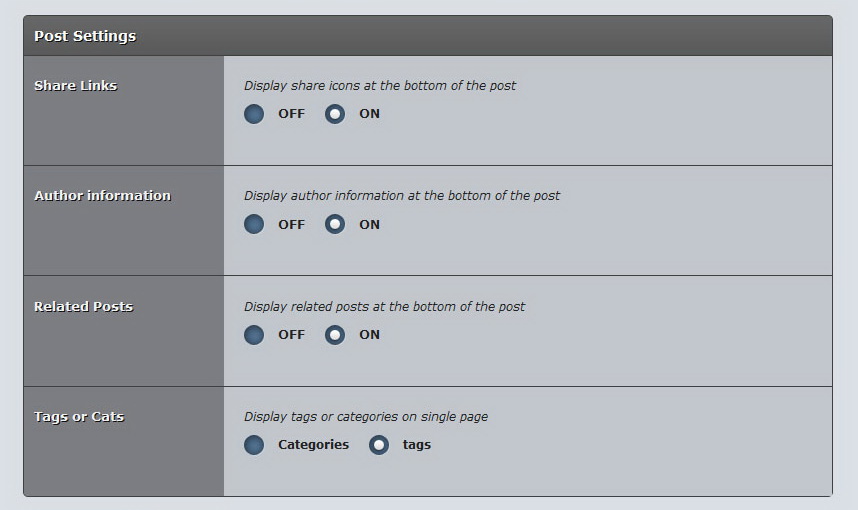 Post Settings
Share Links
Display share icons at the bottom of the post
OFF ON
Author information
Display author information at the bottom of the post
OFF ON
Related Posts
Display related posts at the bottom of the post
OFF ON
Tags or Cats
Display tags or categories on single page
Categories tags